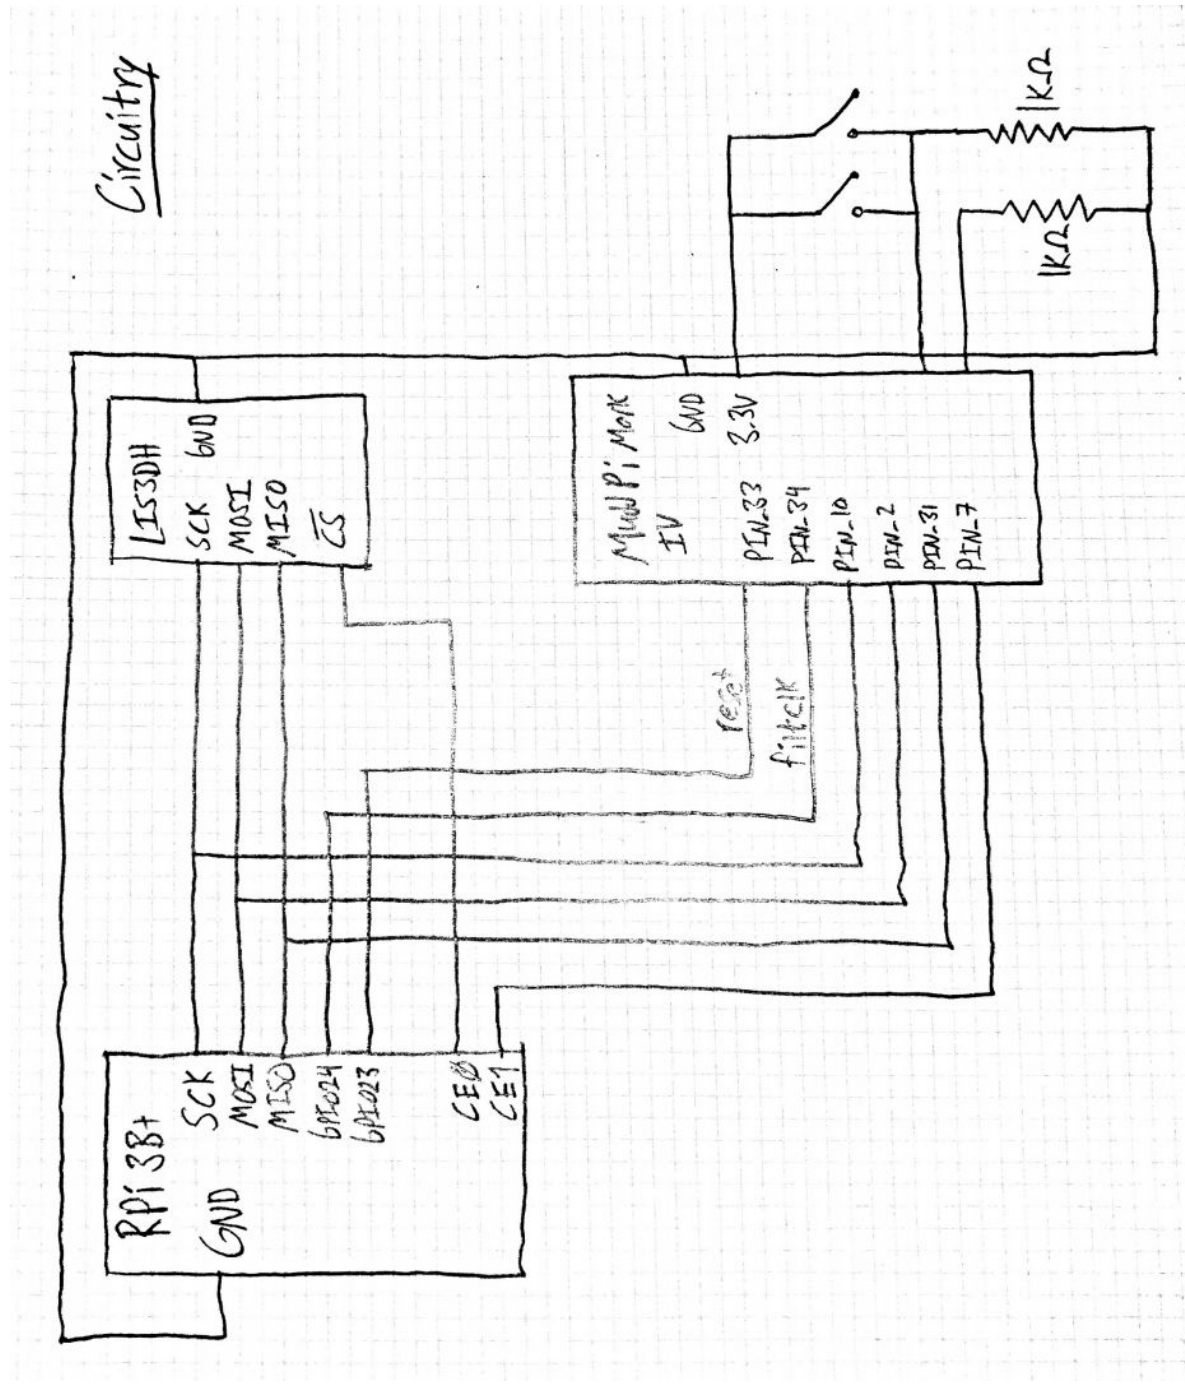 Circuitry
RPi 3B+
GND
SCK
MOSI
MISO
GPIO24
GPIO23
CE0
CE1
LIS3DH
SCK
GND
MOSI
MISO
CS
reset
filtclk
MuddPi Mark
IV
GND
3.3V
PIN_33
PIN_34
PIN_10
PIN_2
PIN_31
PIN_7
1KΩ
1KΩ